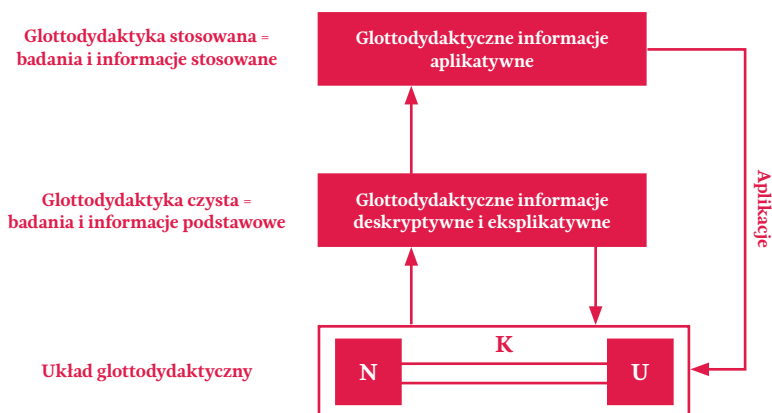 Glottodydaktyka stosowana =
badania i informacje stosowane
Glottodydaktyczne informacje
aplikatywne
Glottodydaktyka czysta =
badania i informacje podstawowe
Glottodydaktyczne informacje
deskryptywne i eksplikatywne
Aplikacje
Układ glottodydaktyczny
N
K
U